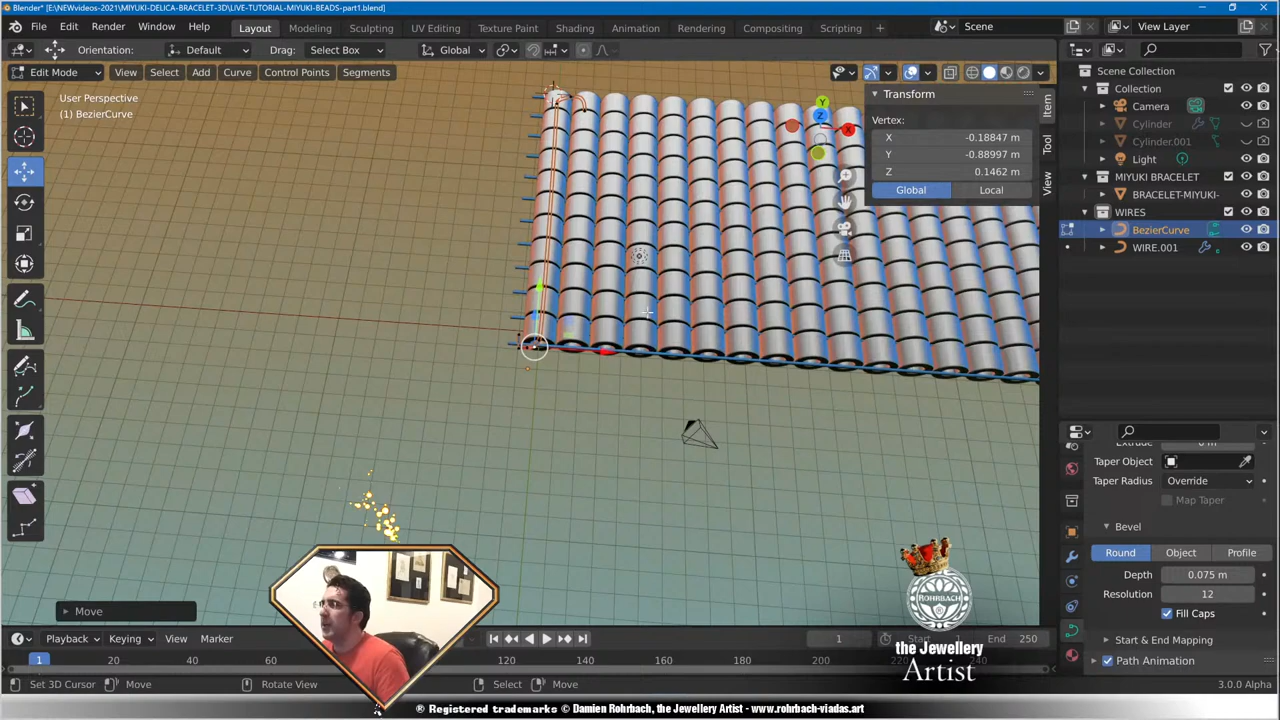 Blender* [E:\NEWvideos-2021\MIYUKI-DELICA-BRACELET-3D\LIVE-TUTORIAL-MIYUKI-BEADS-part1.blend]
File Edit Render Window Help Layout Modeling Sculpting UV Editing Texture Paint Shading Animation Rendering Compositing Scripting + Scene View Layer
Orientation: Default Drag: Select Box Global
Edit Mode View Select Add Curve Control Points Segments
User Perspective
(1) BezierCurve
Transform
Vertex:
X -0.18847 m
Y -0.88997 m
Z 0.1462 m
Global Local
Item
Tool
View
Y
Z
X
Scene Collection
Collection
Camera
Cylinder
Cylinder.001
Light
MIYUKI BRACELET
BRACELET-MIYUKI-
WIRES
BezierCurve
WIRE.001
Taper Object
Taper Radius Override
Map Taper
Bevel
Round Object Profile
Depth 0.075 m
Resolution 12
Fill Caps
Start & End Mapping
Path Animation
Move
ROHRBACH
the Jewellery
Artist
Playback Keying View Marker 1 Start 1 End 250
1 20 40 60 120 140 160 180 200 220 240
Set 3D Cursor Move Rotate View Select Move 3.0.0 Alpha
® Registered trademarks © Damien Rohrbach, the Jewellery Artist - www.rohrbach-viadas.art